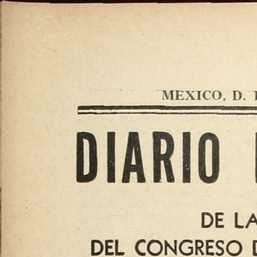 MEXICO, D.
DIARIO
DE LA
DEL CONGRESO